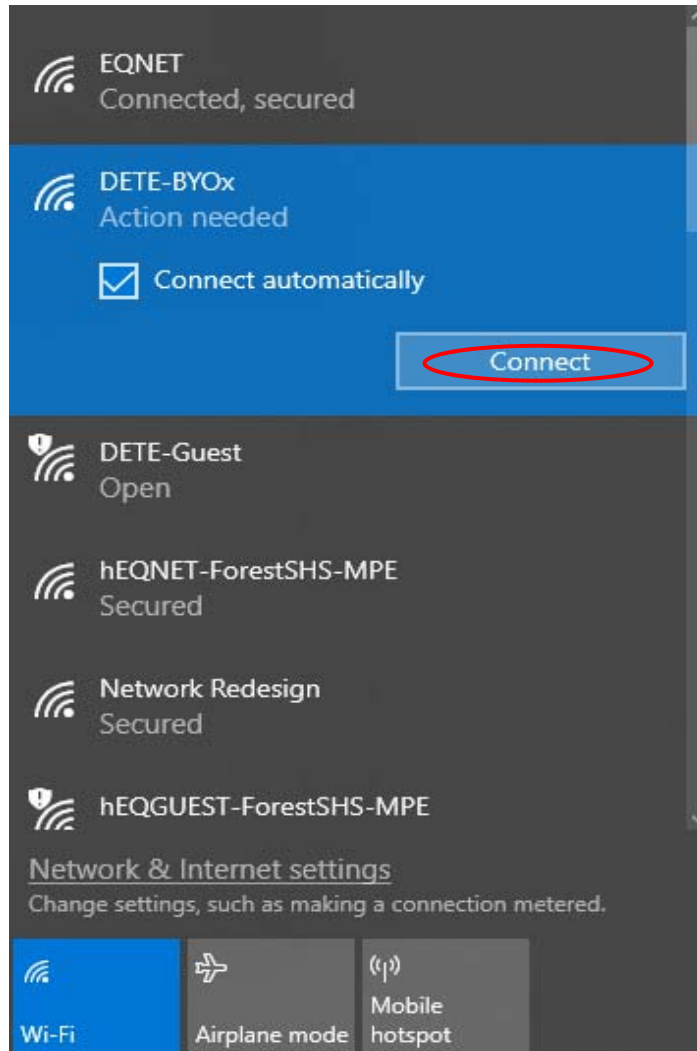 EQNET
Connected, secured
DETE-BYOx
Action needed
Connect automatically
Connect
DETE-Guest
Open
hEQNET-ForestSHS-MPE
Secured
Network Redesign
Secured
hEQGUEST-ForestSHS-MPE
Network & Internet settings
Change settings, such as making a connection metered.
Wi-Fi
Airplane mode
Mobile
hotspot